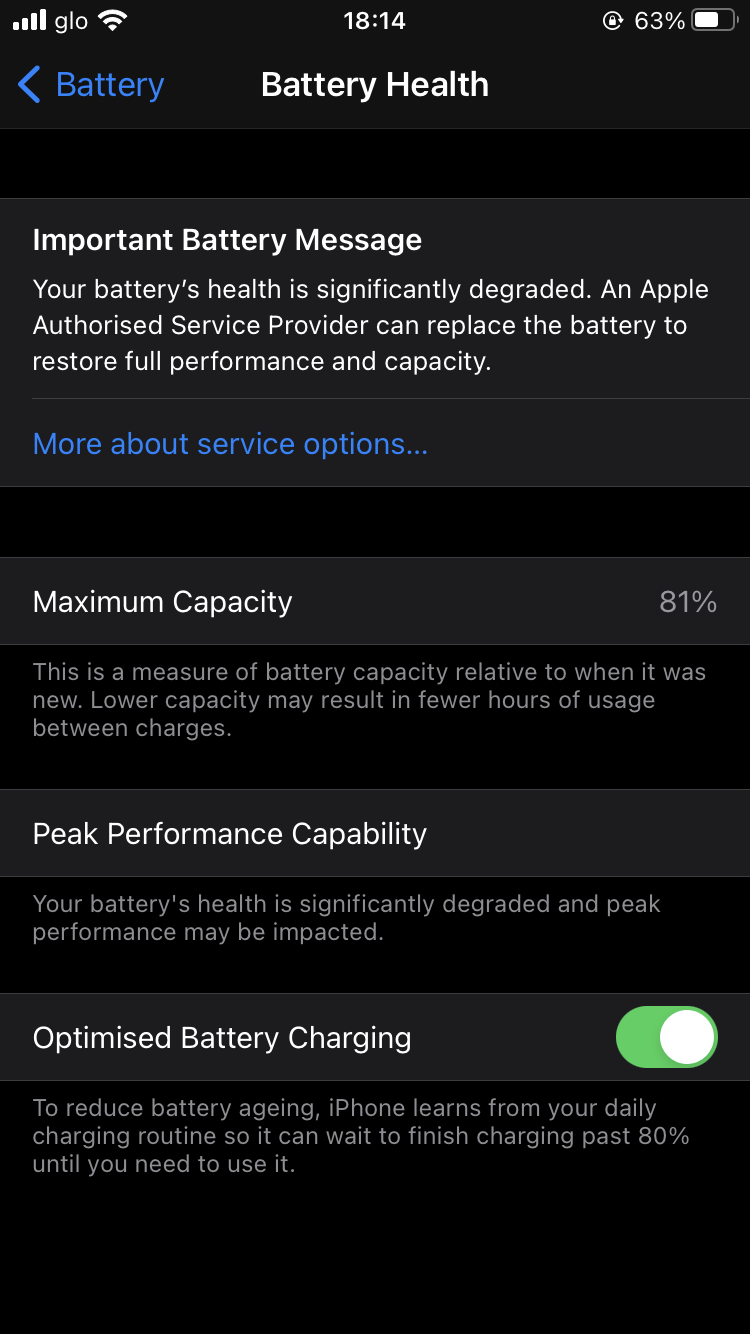 glo 18:14 63%
Battery Battery Health
Important Battery Message
Your battery’s health is significantly degraded. An Apple
Authorised Service Provider can replace the battery to
restore full performance and capacity.
More about service options...
Maximum Capacity 81%
This is a measure of battery capacity relative to when it was
new. Lower capacity may result in fewer hours of usage
between charges.
Peak Performance Capability
Your battery's health is significantly degraded and peak
performance may be impacted.
Optimised Battery Charging
To reduce battery ageing, iPhone learns from your daily
charging routine so it can wait to finish charging past 80%
until you need to use it.